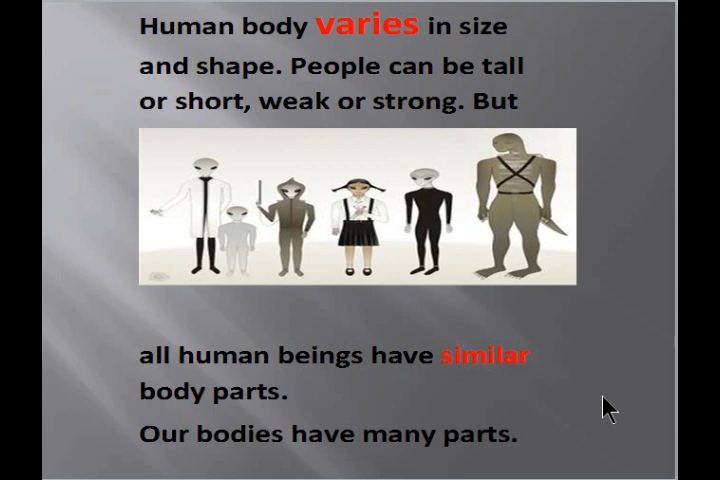 Human body varies in size
and shape. People can be tall
or short, weak or strong. But
all human beings have similar
body parts.
Our bodies have many parts.